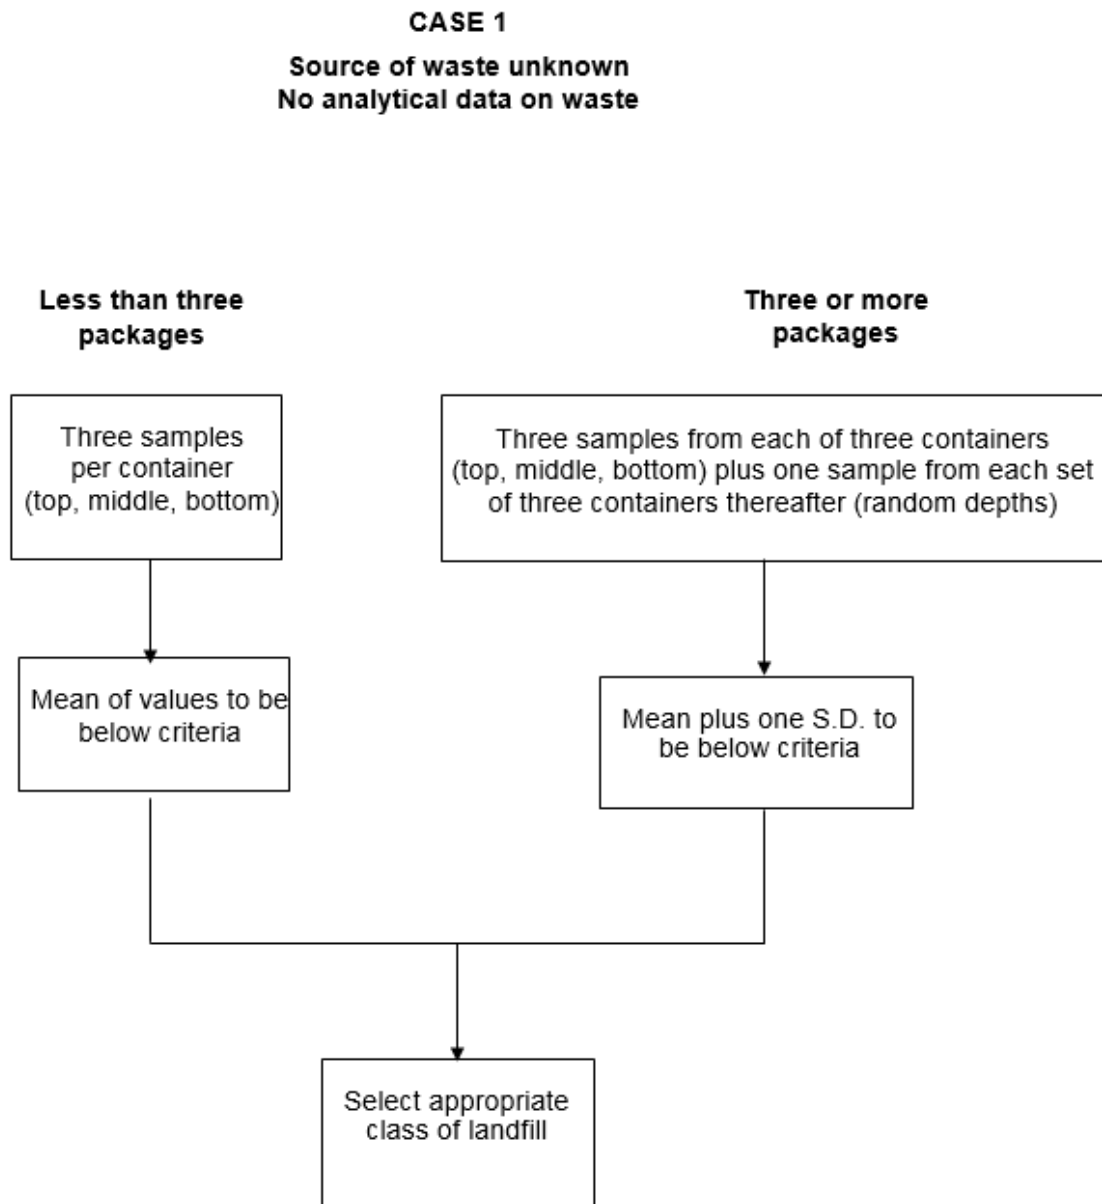 CASE 1
Source of waste unknown
No analytical data on waste
Less than three
packages
Three or more
packages
Three samples
per container
(top, middle, bottom)
Three samples from each of three containers
(top, middle, bottom) plus one sample from each set
of three containers thereafter (random depths)
Mean of values to be
below criteria
Mean plus one S.D. to
be below criteria
Select appropriate
class of landfill